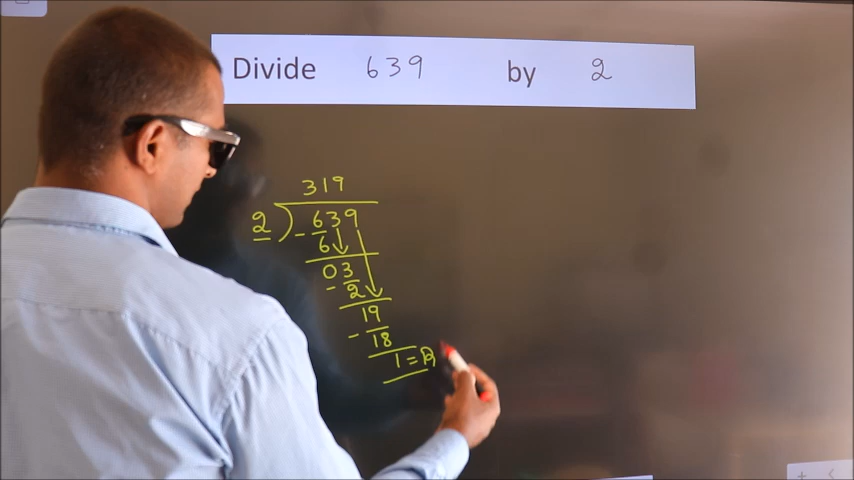 Divide 639 by 2
319
2 ) 639
- 6
03
- 2
19
- 18
1 = R